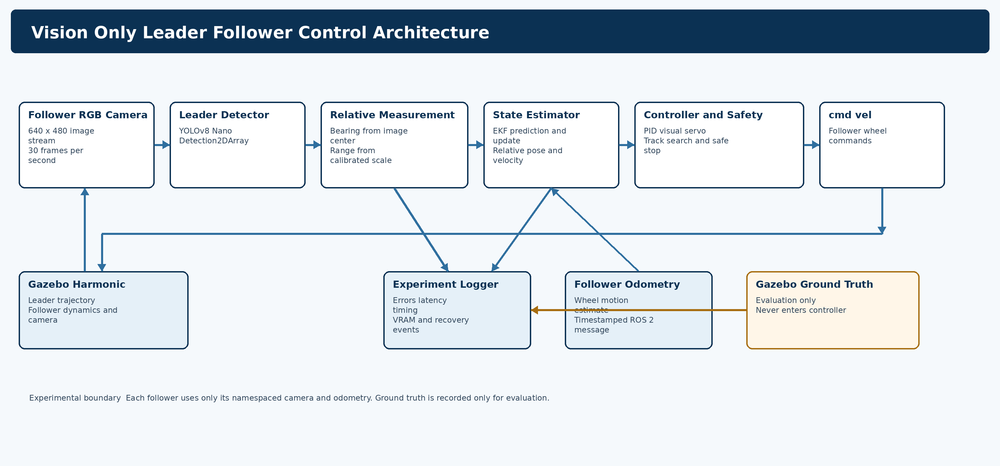 Vision Only Leader Follower Control Architecture
Follower RGB Camera
640 x 480 image
stream
30 frames per
second
Leader Detector
YOLOv8 Nano
Detection2DArray
Relative Measurement
Bearing from image
center
Range from
calibrated scale
State Estimator
EKF prediction and
update
Relative pose and
velocity
Controller and Safety
PID visual servo
Track search and safe
stop
cmd vel
Follower wheel
commands
Gazebo Harmonic
Leader trajectory
Follower dynamics and
camera
Experiment Logger
Errors latency
timing
VRAM and recovery
events
Follower Odometry
Wheel motion
estimate
Timestamped ROS 2
message
Gazebo Ground Truth
Evaluation only
Never enters controller
Experimental boundary  Each follower uses only its namespaced camera and odometry. Ground truth is recorded only for evaluation.